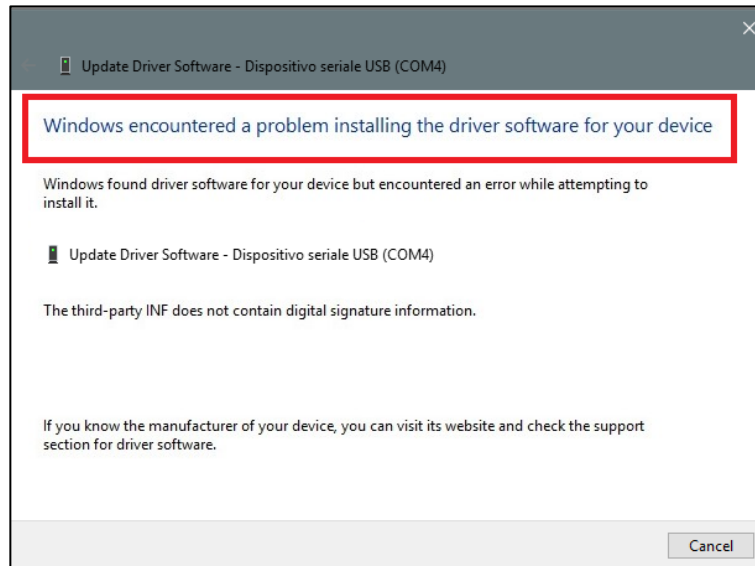 Update Driver Software - Dispositivo seriale USB (COM4)
Windows encountered a problem installing the driver software for your device
Windows found driver software for your device but encountered an error while attempting to
install it.
Update Driver Software - Dispositivo seriale USB (COM4)
The third-party INF does not contain digital signature information.
If you know the manufacturer of your device, you can visit its website and check the support
section for driver software.
Cancel